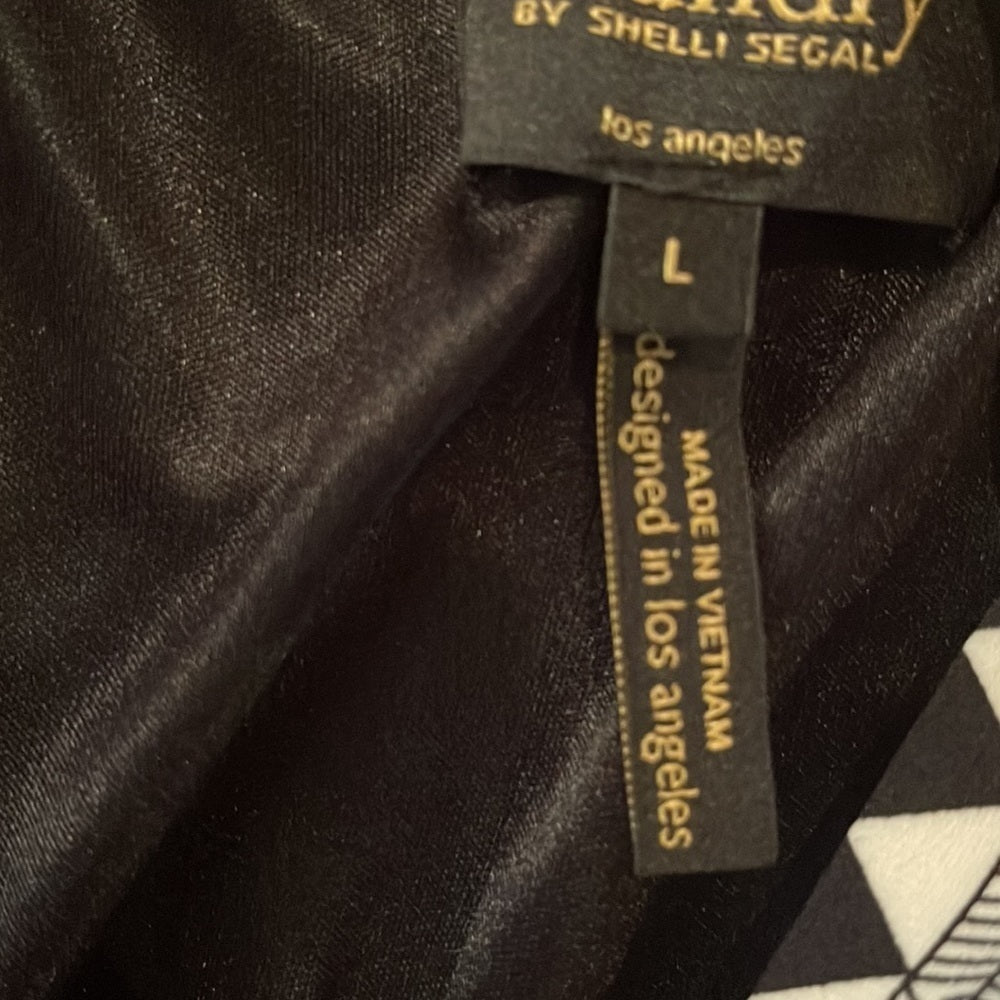 BY SHELLI SEGAL
los angeles
L
MADE IN VIETNAM
designed in los angeles